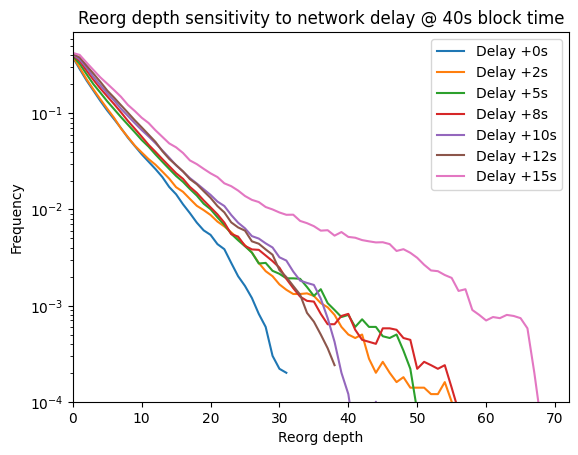 Reorg depth sensitivity to network delay @ 40s block time
Delay +0s
Delay +2s
Delay +5s
Delay +8s
Delay +10s
Delay +12s
Delay +15s
Frequency
10⁻¹
10⁻²
10⁻³
10⁻⁴
0 10 20 30 40 50 60 70
Reorg depth